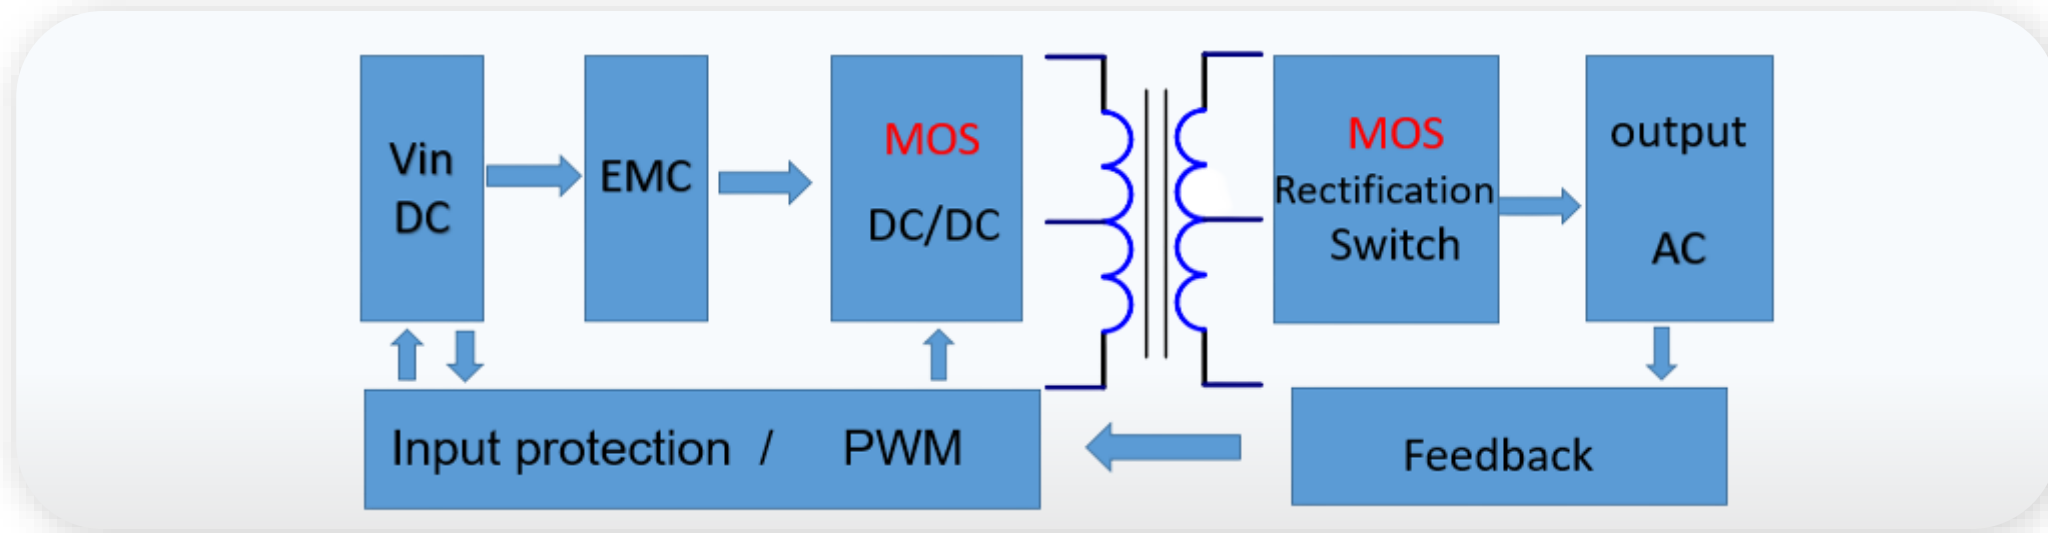 Vin
DC
EMC
MOS
DC/DC
MOS
Rectification
Switch
output
AC
Input protection / PWM
Feedback